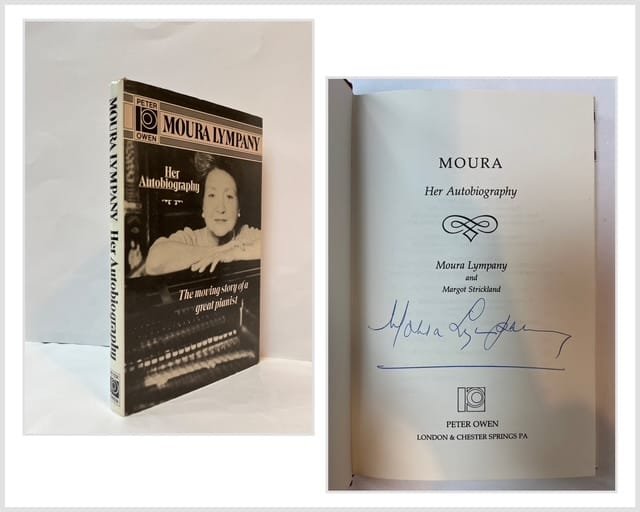 MOURA LYMPANY Her Autobiography
PETER
OWEN
MOURA LYMPANY
Her
Autobiography
The moving story of a
great pianist
MOURA
Her Autobiography
Moura Lympany
and
Margot Strickland
Moura Lympany
PETER OWEN
LONDON & CHESTER SPRINGS PA